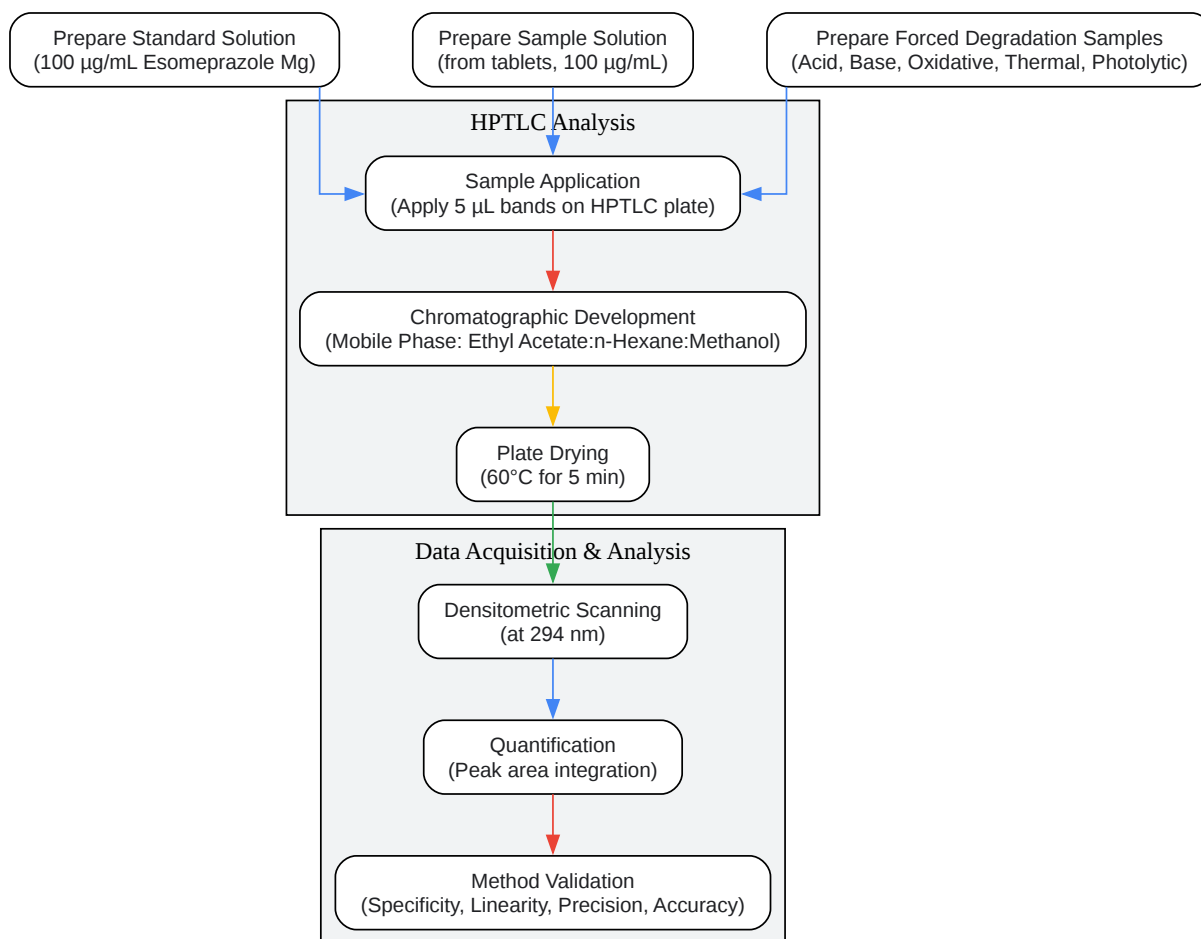 Prepare Standard Solution
(100 µg/mL Esomeprazole Mg)
Prepare Sample Solution
(from tablets, 100 µg/mL)
Prepare Forced Degradation Samples
(Acid, Base, Oxidative, Thermal, Photolytic)
HPTLC Analysis
Sample Application
(Apply 5 µL bands on HPTLC plate)
Chromatographic Development
(Mobile Phase: Ethyl Acetate:n-Hexane:Methanol)
Plate Drying
(60°C for 5 min)
Data Acquisition & Analysis
Densitometric Scanning
(at 294 nm)
Quantification
(Peak area integration)
Method Validation
(Specificity, Linearity, Precision, Accuracy)